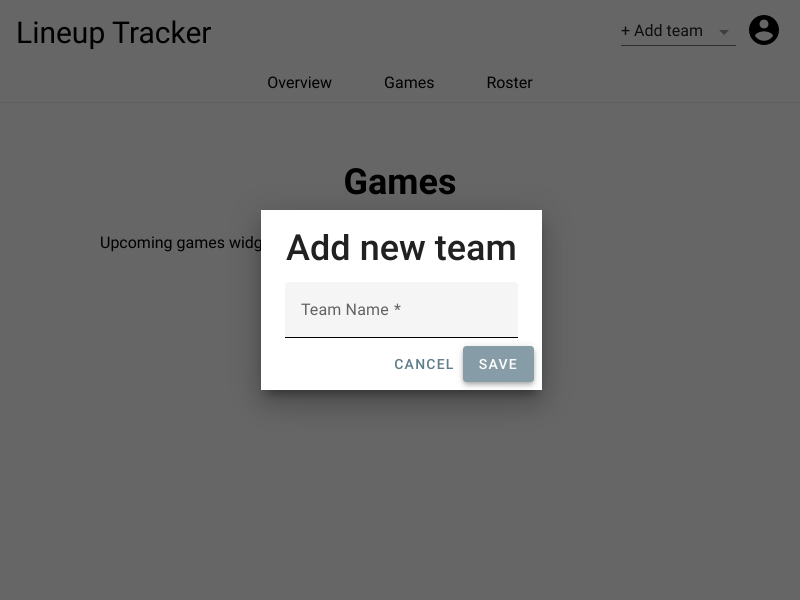 Lineup Tracker
+ Add team
Overview Games Roster
Games
Upcoming games widg
Add new team
Team Name *
CANCEL SAVE